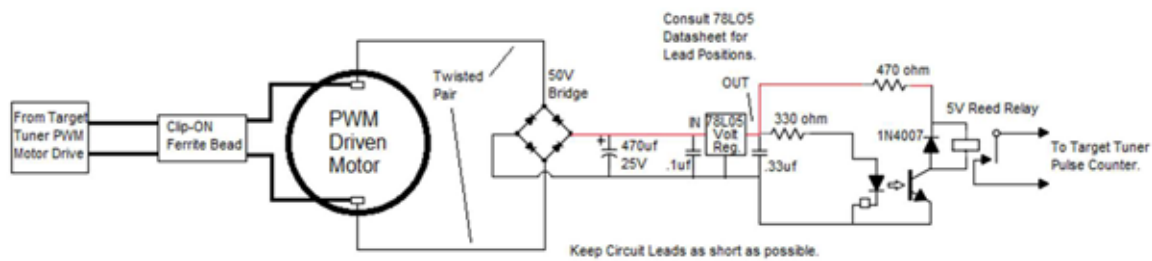 From Target
Tuner PWM
Motor Drive
Clip-ON
Ferrite Bead
PWM
Driven
Motor
Twisted
Pair
50V
Bridge
470uf
25V
.1uf
IN
78L05
Volt
Reg.
OUT
Consult 78LO5
Datasheet for
Lead Positions.
.33uf
330 ohm
470 ohm
1N4007
5V Reed Relay
To Target Tuner
Pulse Counter.
Keep Circuit Leads as short as possible.